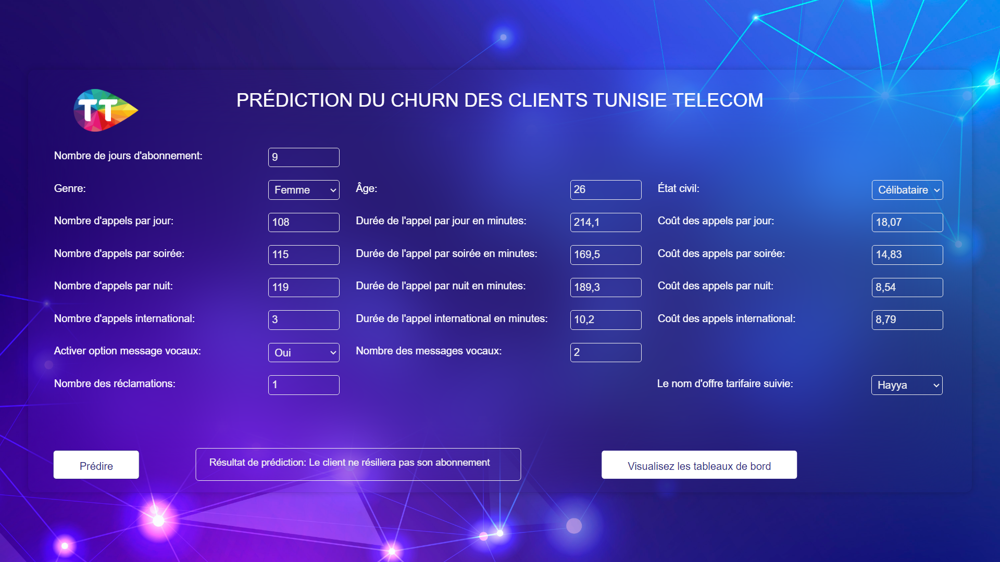 TT
PRÉDICTION DU CHURN DES CLIENTS TUNISIE TELECOM
Nombre de jours d'abonnement: 9
Genre: Femme Âge: 26 État civil: Célibataire
Nombre d'appels par jour: 108 Durée de l'appel par jour en minutes: 214,1 Coût des appels par jour: 18,07
Nombre d'appels par soirée: 115 Durée de l'appel par soirée en minutes: 169,5 Coût des appels par soirée: 14,83
Nombre d'appels par nuit: 119 Durée de l'appel par nuit en minutes: 189,3 Coût des appels par nuit: 8,54
Nombre d'appels international: 3 Durée de l'appel international en minutes: 10,2 Coût des appels international: 8,79
Activer option message vocaux: Oui Nombre des messages vocaux: 2
Nombre des réclamations: 1 Le nom d'offre tarifaire suivie: Hayya
Prédire Résultat de prédiction: Le client ne résiliera pas son abonnement Visualisez les tableaux de bord